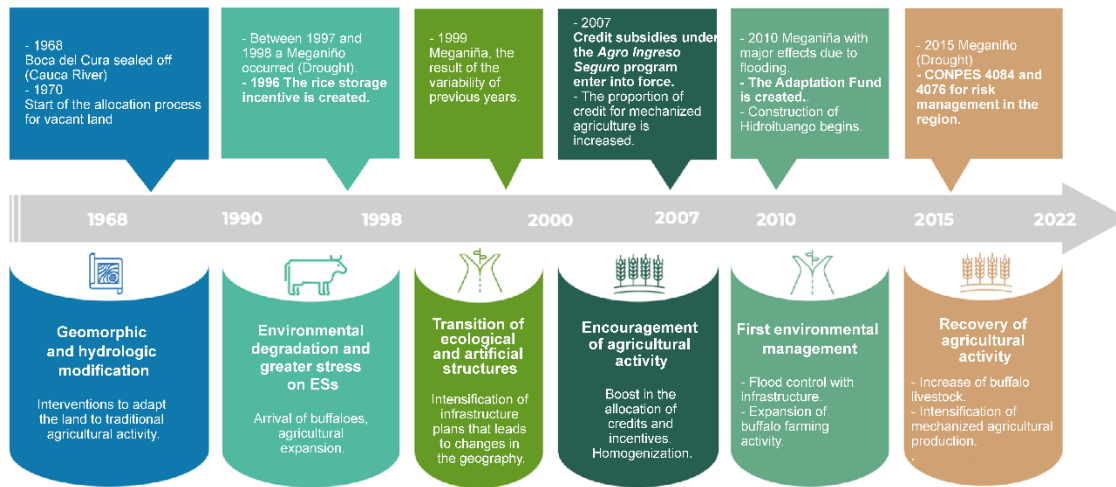 - 1968
Boca del Cura sealed off
(Cauca River)
- 1970
Start of the allocation process
for vacant land
- Between 1997 and
1998 a Meganiño
occurred (Drought).
- 1996 The rice storage
incentive is created.
- 1999
Meganiña, the
result of the
variability of
previous years.
- 2007
Credit subsidies under
the Agro Ingreso
Seguro program
enter into force.
- The proportion of
credit for mechanized
agriculture is
increased.
- 2010 Meganiña with
major effects due to
flooding.
- The Adaptation Fund
is created..
- Construction of
Hidroituango begins.
- 2015 Meganiño
(Drought)
- CONPES 4084 and
4076 for risk
management in the
region.
1968 1990 1998 2000 2007 2010 2015 2022
Geomorphic
and hydrologic
modification
Interventions to adapt
the land to traditional
agricultural activity.
Environmental
degradation and
greater stress
on ESs
Arrival of buffaloes,
agricultural
expansion.
Transition of
ecological
and artificial
structures
Intensification of
infrastructure
plans that leads
to changes in
the geography.
Encouragement
of agricultural
activity
Boost in the
allocation of
credits and
incentives.
Homogenization.
First environmental
management
- Flood control with
infrastructure.
- Expansion of
buffalo farming
activity.
Recovery of
agricultural
activity
- Increase of buffalo
livestock.
- Intensification of
mechanized agricultural
production.
.